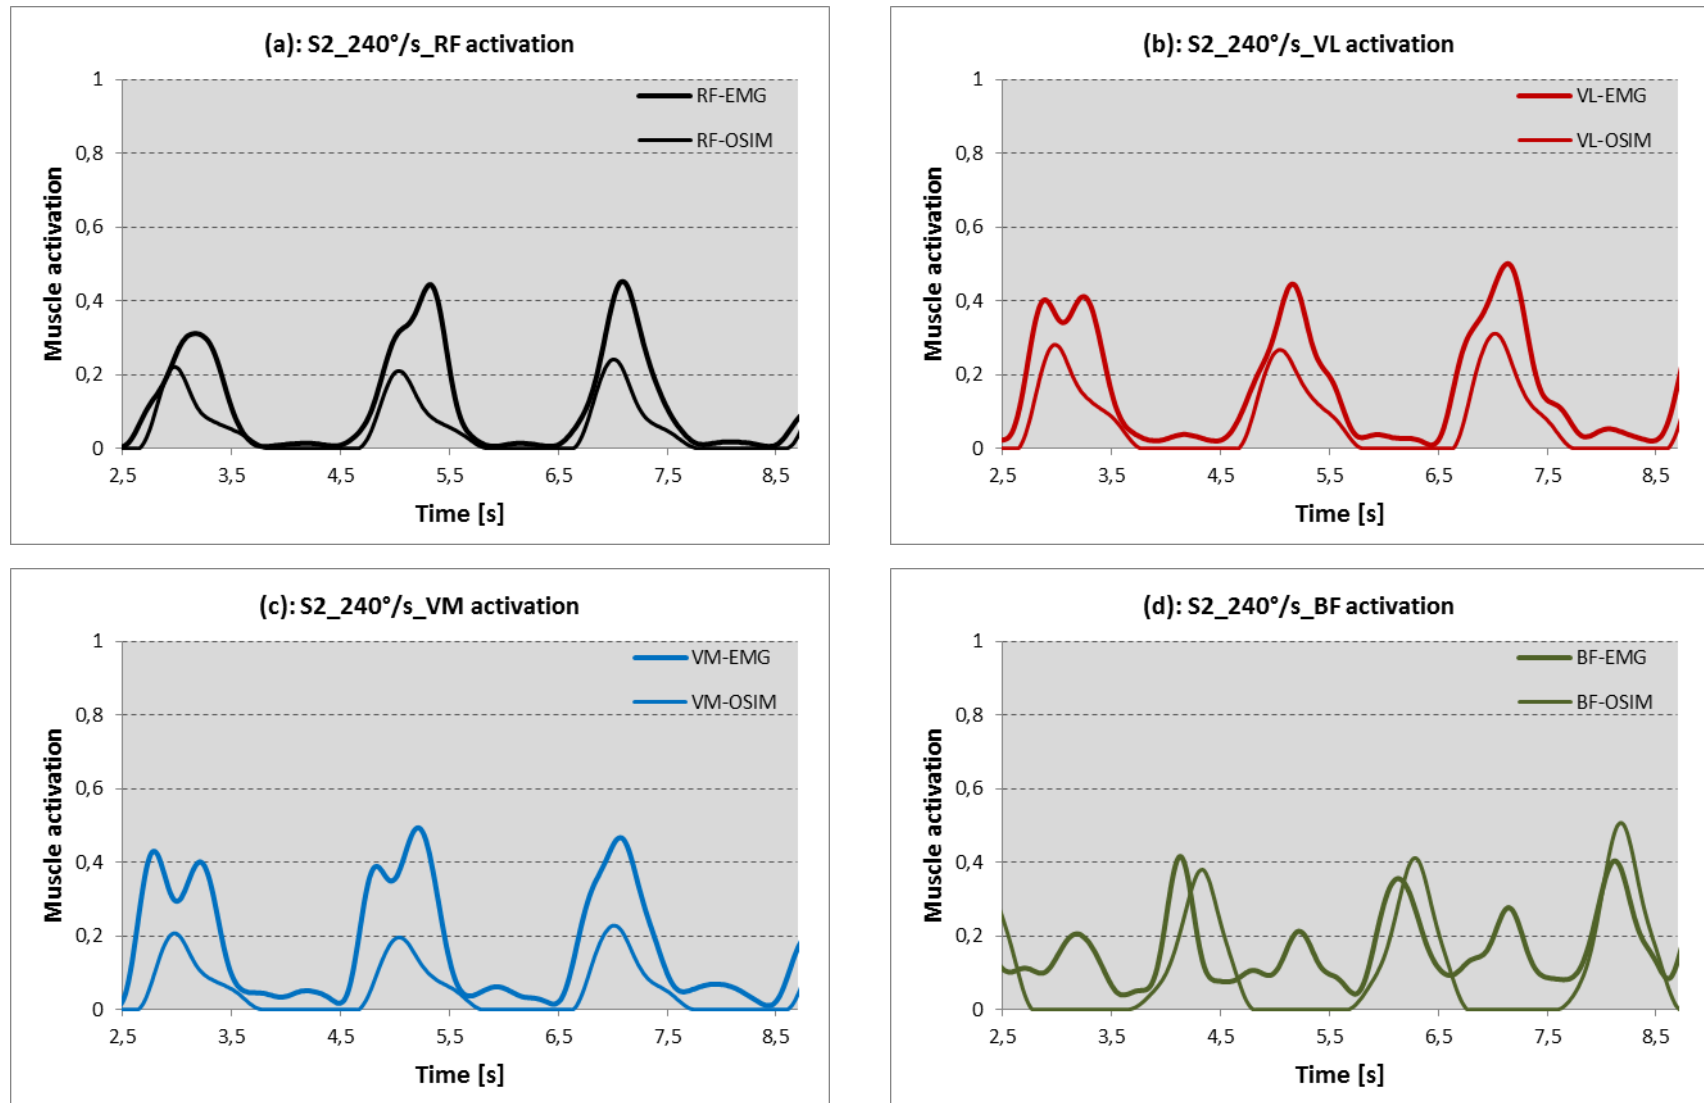 (a): S2_240°/s_RF activation
1
0,8
0,6
0,4
0,2
0
Muscle activation
RF-EMG
RF-OSIM
2,5 3,5 4,5 5,5 6,5 7,5 8,5
Time [s]
(b): S2_240°/s_VL activation
1
0,8
0,6
0,4
0,2
0
Muscle activation
VL-EMG
VL-OSIM
2,5 3,5 4,5 5,5 6,5 7,5 8,5
Time [s]
(c): S2_240°/s_VM activation
1
0,8
0,6
0,4
0,2
0
Muscle activation
VM-EMG
VM-OSIM
2,5 3,5 4,5 5,5 6,5 7,5 8,5
Time [s]
(d): S2_240°/s_BF activation
1
0,8
0,6
0,4
0,2
0
Muscle activation
BF-EMG
BF-OSIM
2,5 3,5 4,5 5,5 6,5 7,5 8,5
Time [s]